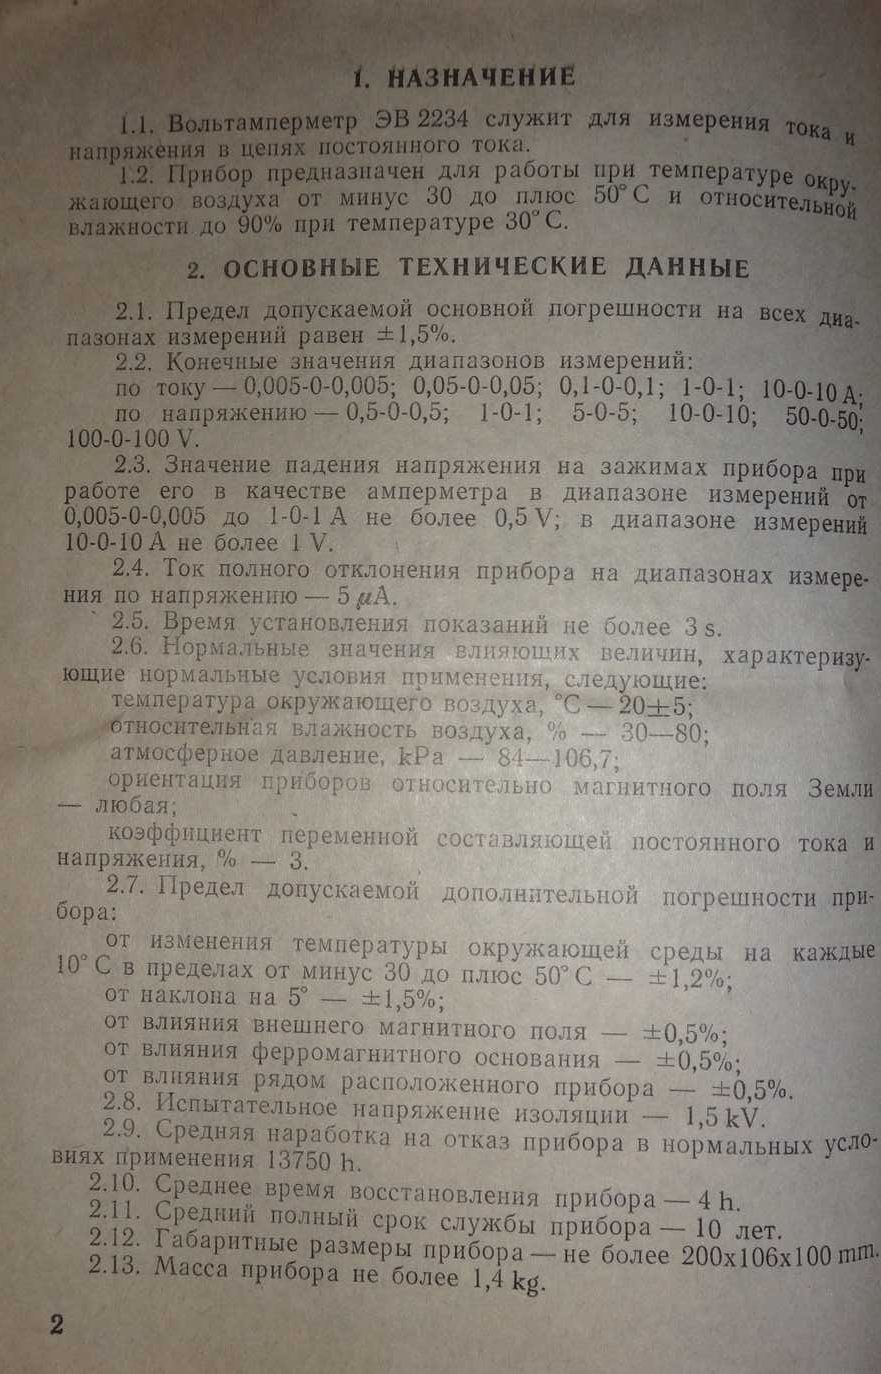 1. НАЗНАЧЕНИЕ
1.1. Вольтамперметр ЭВ 2234 служит для измерения тока и
напряжения в цепях постоянного тока.
1.2. Прибор предназначен для работы при температуре окру-
жающего воздуха от минус 30 до плюс 50° С и относительной
влажности до 90% при температуре 30° С.
2. ОСНОВНЫЕ ТЕХНИЧЕСКИЕ ДАННЫЕ
2.1. Предел допускаемой основной погрешности на всех диа-
пазонах измерений равен ±1,5%.
2.2. Конечные значения диапазонов измерений:
по току — 0,005-0-0,005; 0,05-0-0,05; 0,1-0-0,1; 1-0-1; 10-0-10 А;
по напряжению — 0,5-0-0,5; 1-0-1; 5-0-5; 10-0-10; 50-0-50;
100-0-100 V.
2.3. Значение падения напряжения на зажимах прибора при
работе его в качестве амперметра в диапазоне измерений от
0,005-0-0,005 до 1-0-1 А не более 0,5 V; в диапазоне измерений
10-0-10 А не более 1 V.
2.4. Ток полного отклонения прибора на диапазонах измере-
ния по напряжению — 5 μА.
2.5. Время установления показаний не более 3 s.
2.6. Нормальные значения влияющих величин, характеризу-
ющие нормальные условия применения, следующие:
температура окружающего воздуха, °С — 20±5;
относительная влажность воздуха, % — 30—80;
атмосферное давление, kPa — 84—106,7;
ориентация приборов относительно магнитного поля Земли
— любая;
коэффициент переменной составляющей постоянного тока и
напряжения, % — 3.
2.7. Предел допускаемой дополнительной погрешности при-
бора:
от изменения температуры окружающей среды на каждые
10° С в пределах от минус 30 до плюс 50° С — ±1,2%;
от наклона на 5° — ±1,5%;
от влияния внешнего магнитного поля — ±0,5%;
от влияния ферромагнитного основания — ±0,5%;
от влияния рядом расположенного прибора — ±0,5%.
2.8. Испытательное напряжение изоляции — 1,5 kV.
2.9. Средняя наработка на отказ прибора в нормальных усло-
виях применения 13750 h.
2.10. Среднее время восстановления прибора — 4 h.
2.11. Средний полный срок службы прибора — 10 лет.
2.12. Габаритные размеры прибора — не более 200х106х100 mm.
2.13. Масса прибора не более 1,4 kg.
2